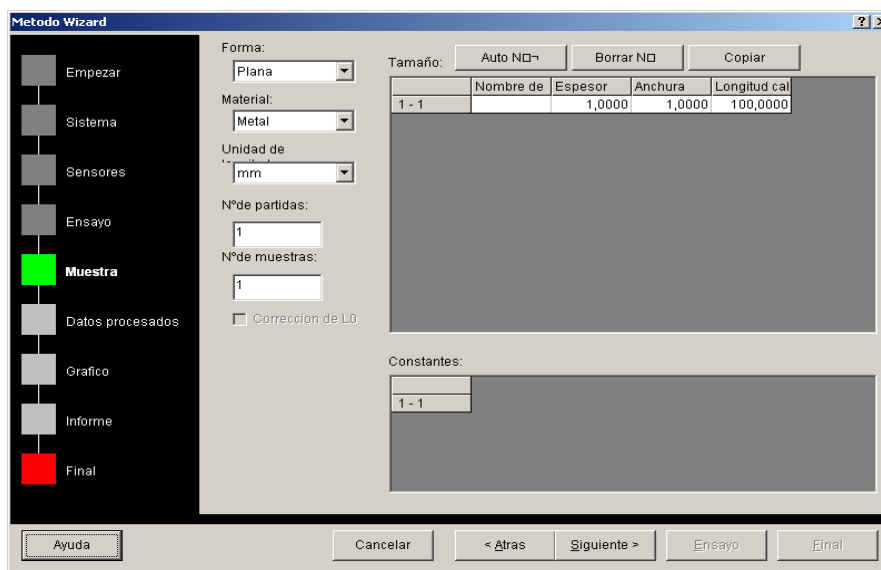 Metodo Wizard
Empezar
Sistema
Sensores
Ensayo
Muestra
Datos procesados
Grafico
Informe
Final
Forma:
Plana
Material:
Metal
Unidad de
mm
Nºde partidas:
1
Nºde muestras:
1
Correccion de L0
Tamaño:
Auto N□¬ Borrar N□ Copiar
Nombre de Espesor Anchura Longitud cal
1 - 1 1,0000 1,0000 100,0000
Constantes:
1 - 1
Ayuda Cancelar < Atras Siguiente > Ensayo Final